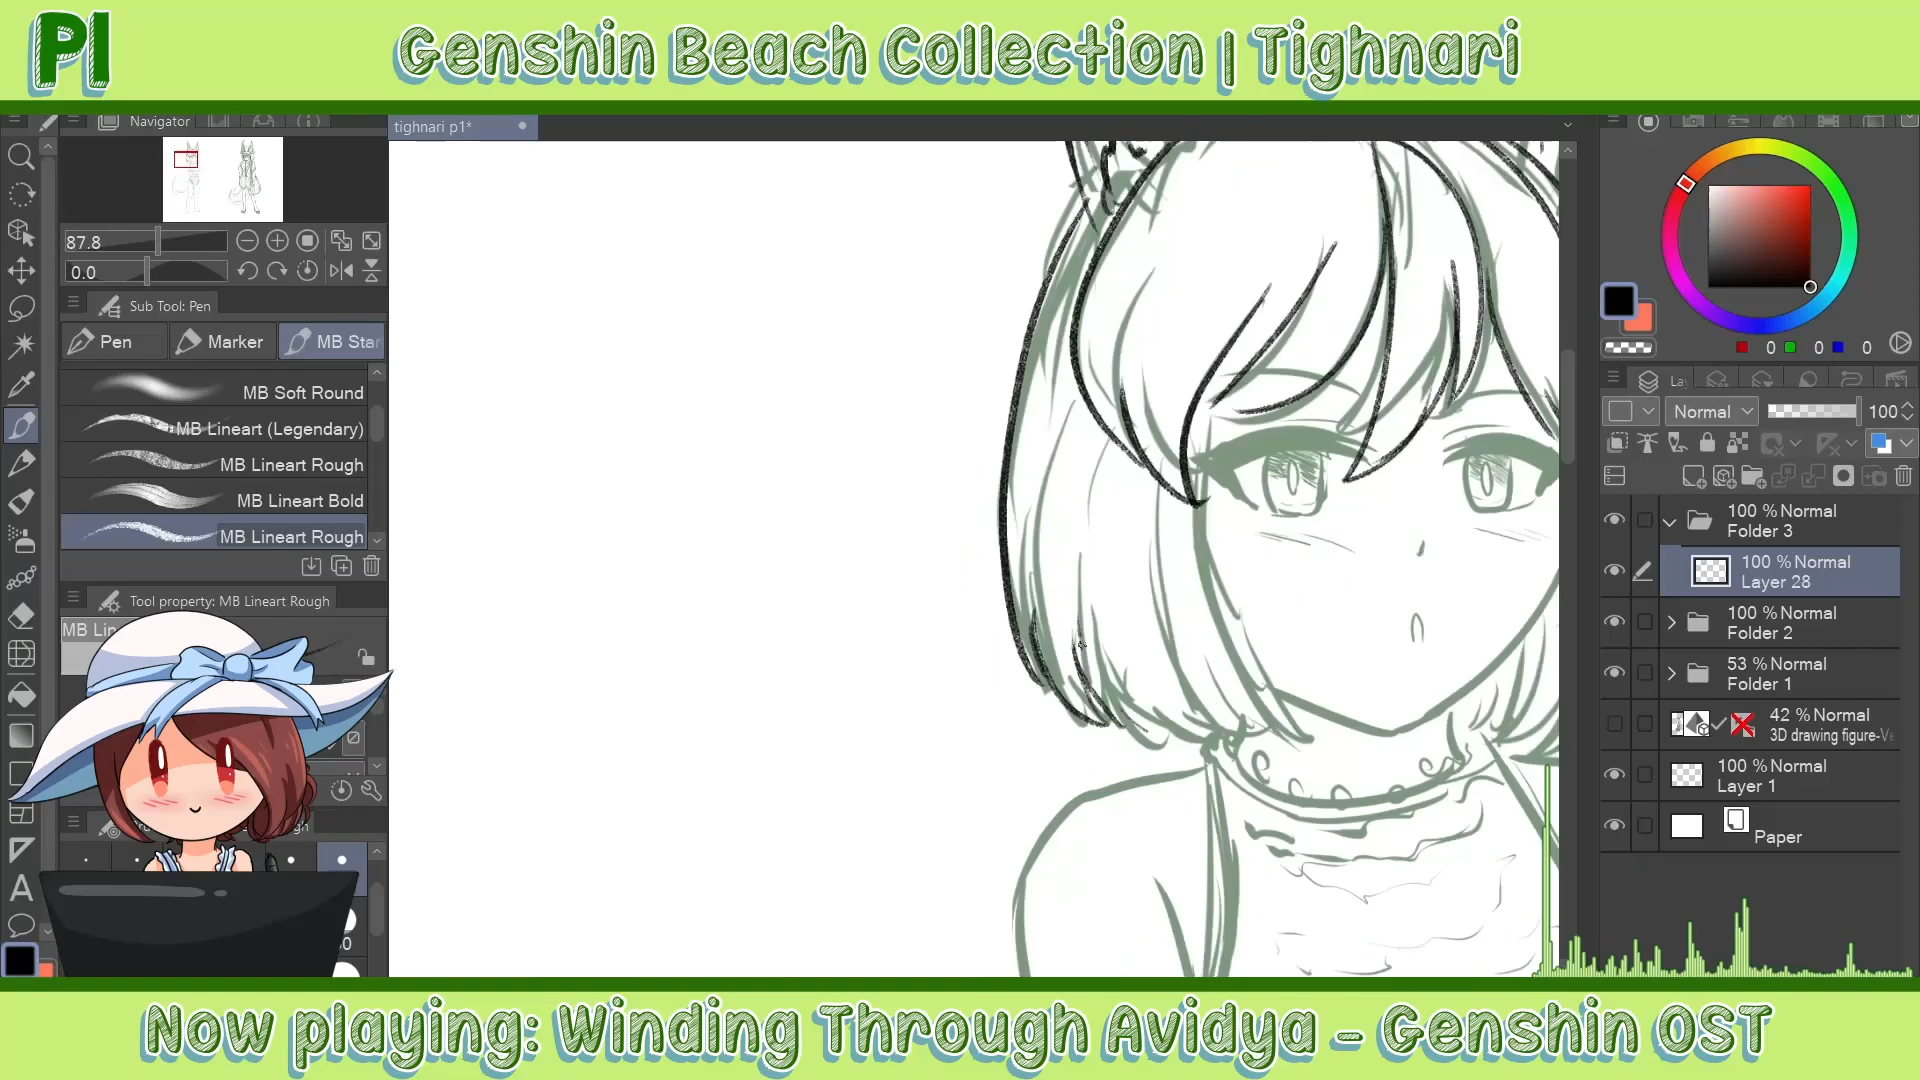 P1
Genshin Beach Collection | Tighnari
Navigator
tighnari p1*
87.8
0.0
Sub Tool: Pen
Pen
Marker
MB Star
MB Soft Round
MB Lineart (Legendary)
MB Lineart Rough
MB Lineart Bold
MB Lineart Rough
Tool property: MB Lineart Rough
MB Lin
0 0 0
La
Normal
100
100 % Normal
Folder 3
100 % Normal
Layer 28
100 % Normal
Folder 2
53 % Normal
Folder 1
42 % Normal
3D drawing figure-Ve
100 % Normal
Layer 1
Paper
Now playing: Winding Through Avidya - Genshin OST